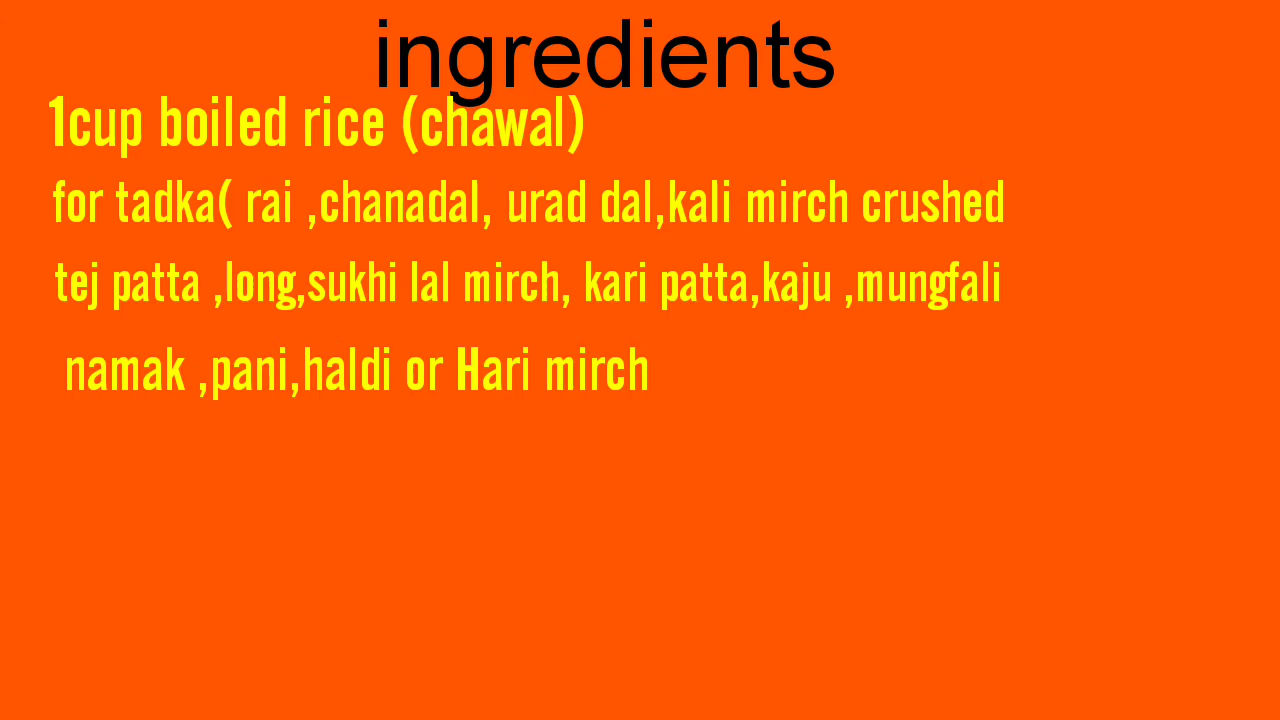 ingredients
1cup boiled rice (chawal)
for tadka( rai ,chanadal, urad dal,kali mirch crushed
tej patta ,long,sukhi lal mirch, kari patta,kaju ,mungfali
namak ,pani,haldi or Hari mirch